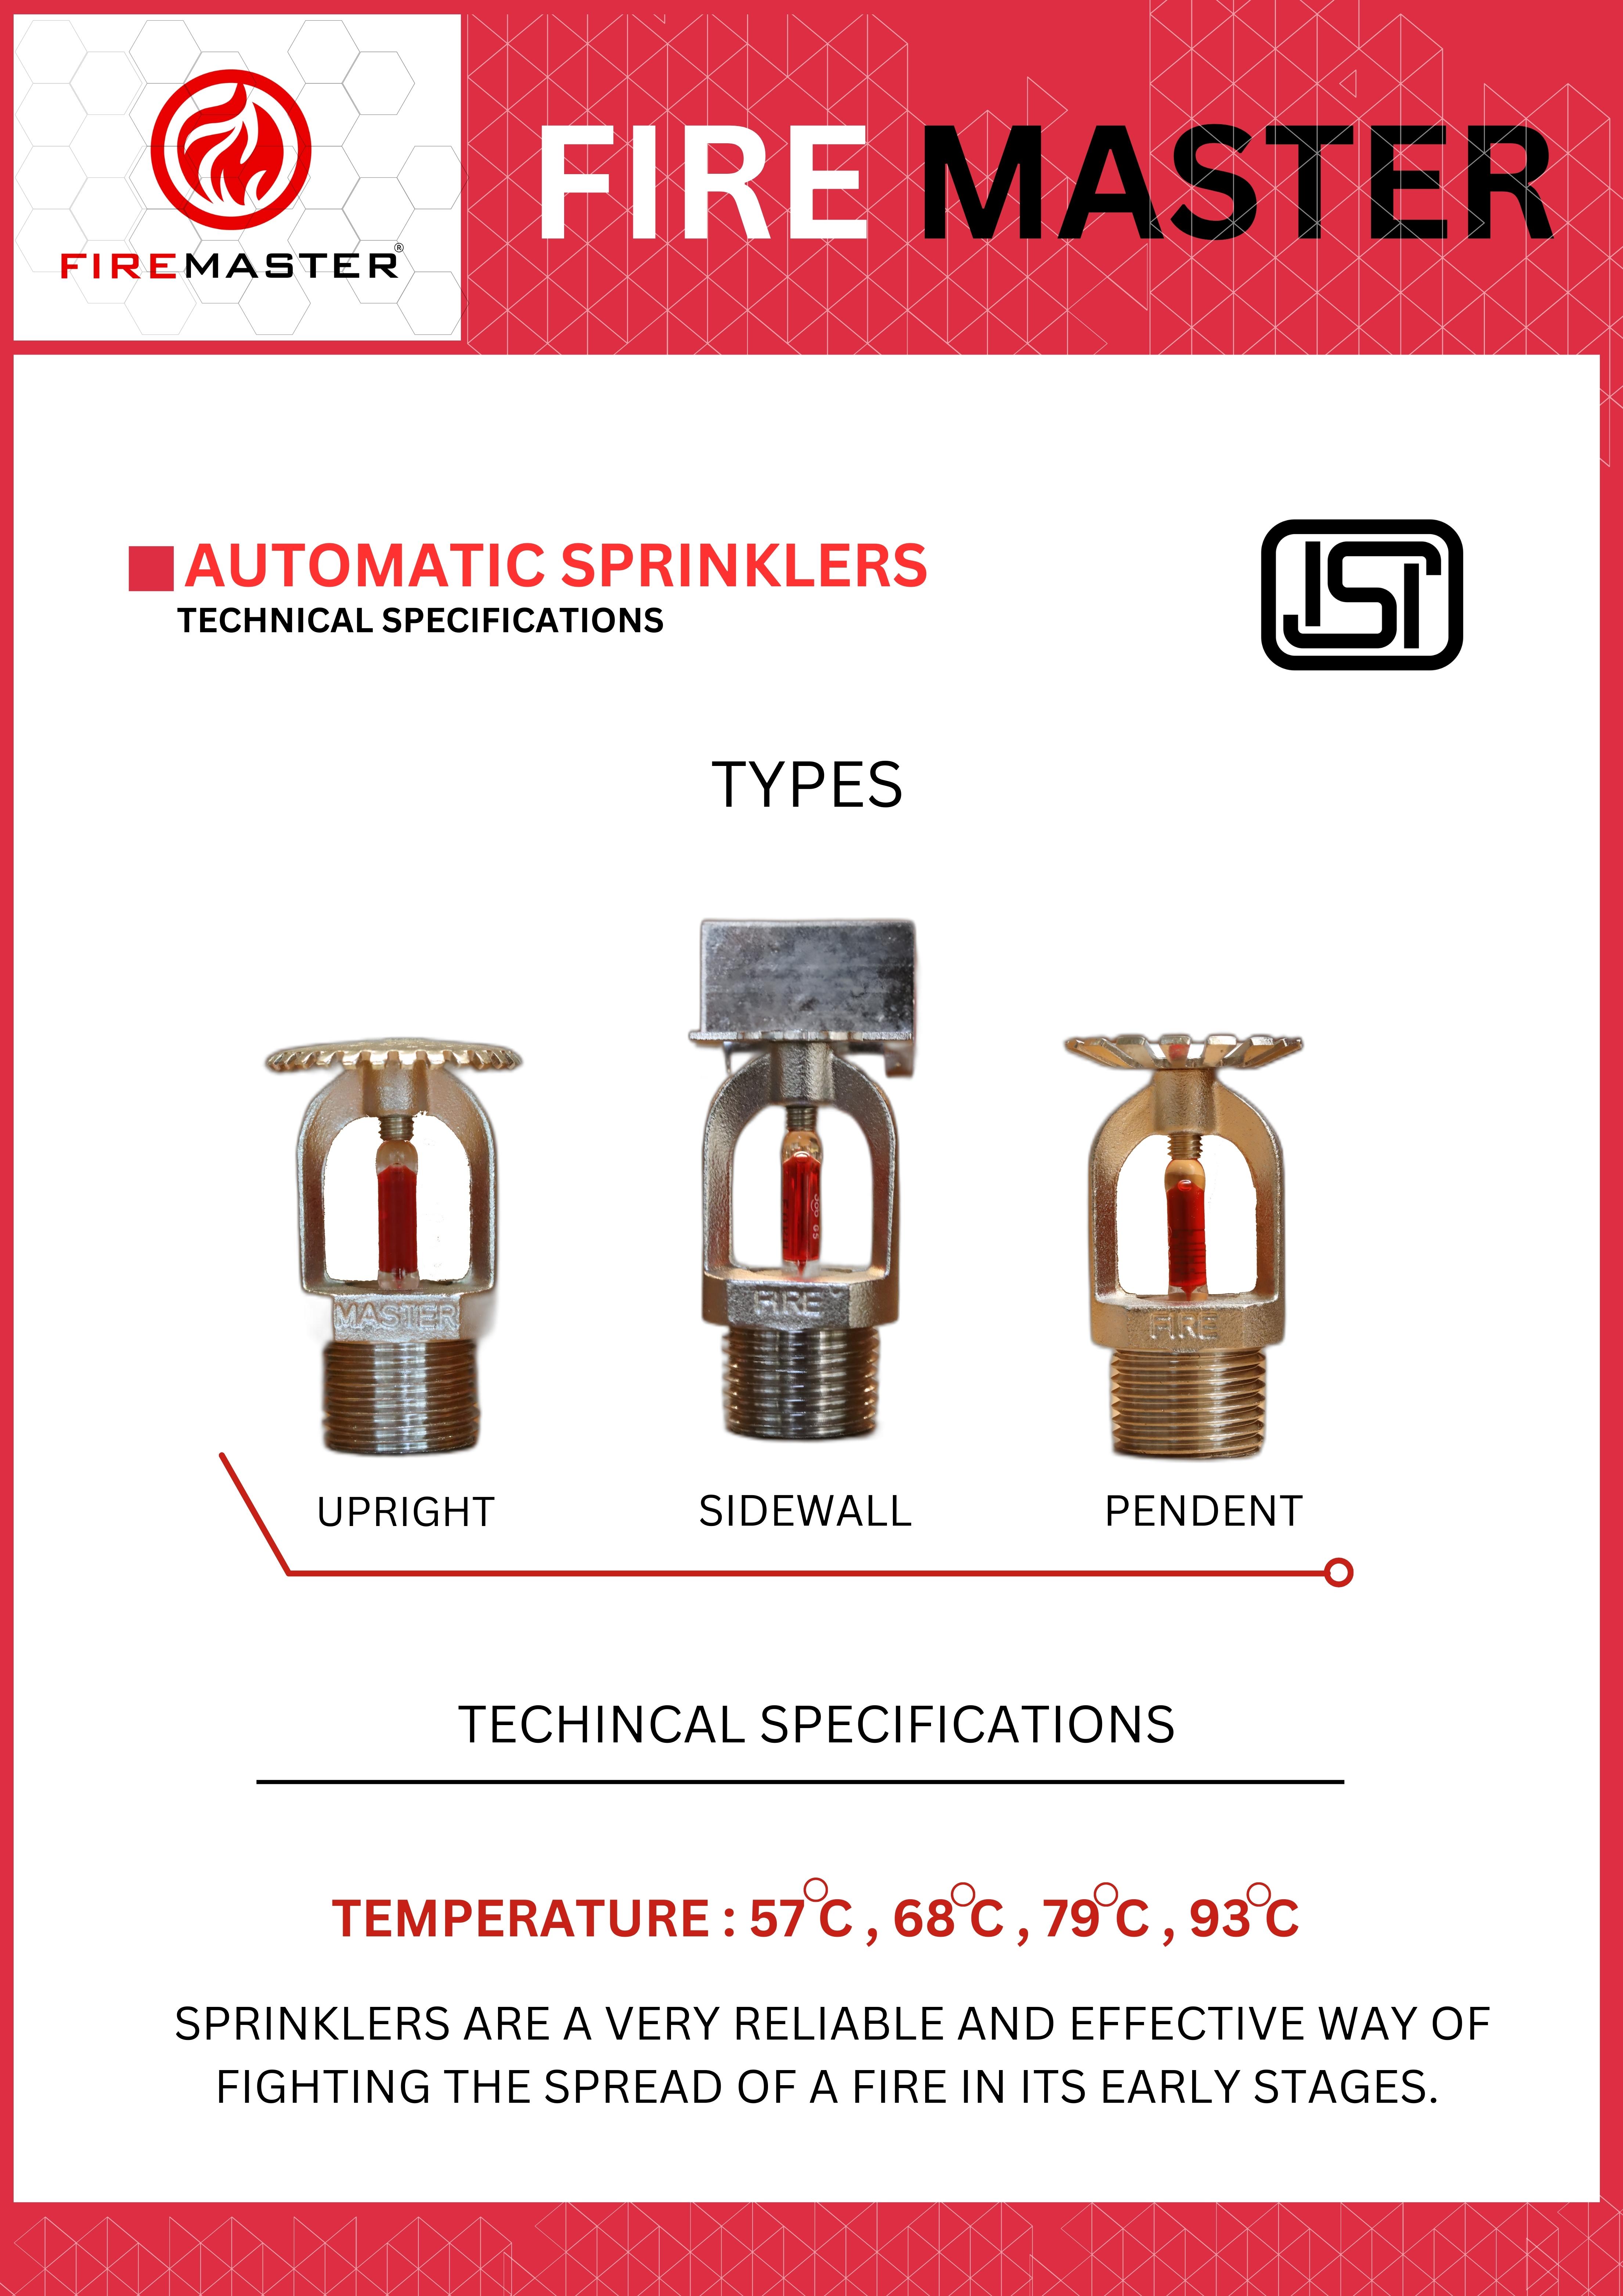 FIREMASTER®
FIRE MASTER
AUTOMATIC SPRINKLERS
TECHNICAL SPECIFICATIONS
ISI
TYPES
MASTER
FIRE
FIRE
UPRIGHT
SIDEWALL
PENDENT
TECHINCAL SPECIFICATIONS
TEMPERATURE : 57°C , 68°C , 79°C , 93°C
SPRINKLERS ARE A VERY RELIABLE AND EFFECTIVE WAY OF
FIGHTING THE SPREAD OF A FIRE IN ITS EARLY STAGES.